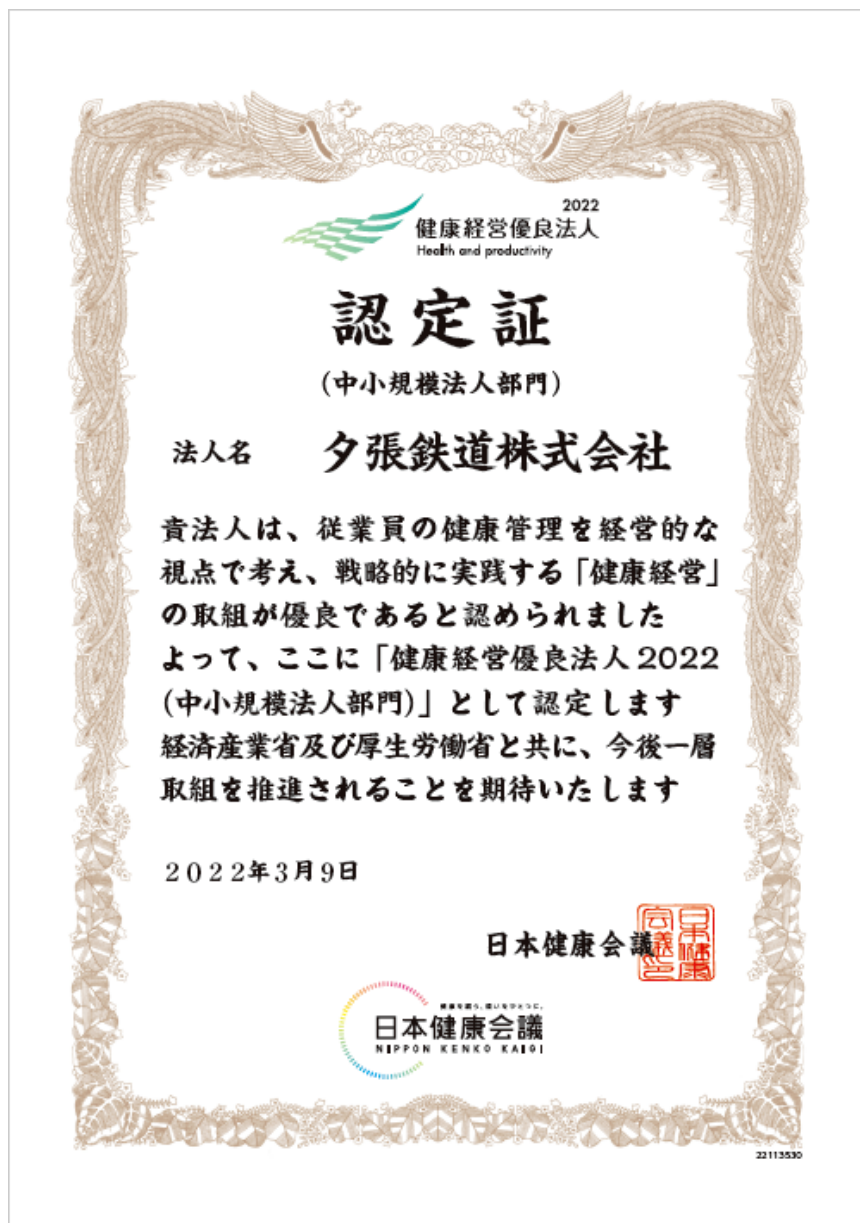 2022
健康経営優良法人
Health and productivity
認定証
(中小規模法人部門)
法人名 夕張鉄道株式会社
貴法人は、従業員の健康管理を経営的な
視点で考え、戦略的に実践する「健康経営」
の取組が優良であると認められました
よって、ここに「健康経営優良法人2022
(中小規模法人部門)」として認定します
経済産業省及び厚生労働省と共に、今後一層
取組を推進されることを期待いたします
2022年3月9日
日本健康会議
日本健康会議印
日本健康会議
NIPPON KENKO KAIGI
22113530